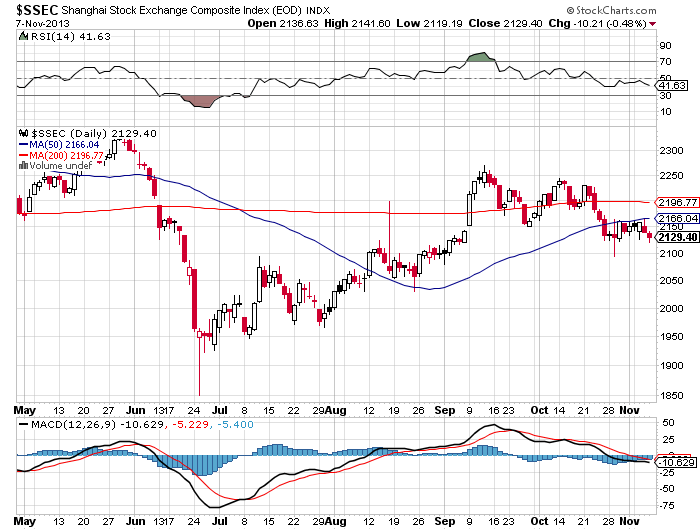 $SSEC Shanghai Stock Exchange Composite Index (EOD) INDX © StockCharts.com
7-Nov-2013 Open 2136.63 High 2141.60 Low 2119.19 Close 2129.40 Chg -10.21 (-0.48%)
RSI(14) 41.63
90
70
50
41.63
30
10
$SSEC (Daily) 2129.40
MA(50) 2166.04
MA(200) 2196.77
Volume undef
2300
2250
2196.77
2166.04
2150
2129.40
2100
2050
2000
1950
1900
1850
May 13 20 28 Jun 13 17 24 Jul 8 15 22 29 Aug 12 19 26 Sep 9 16 23 Oct 14 21 28 Nov
MACD(12,26,9) -10.629, -5.229, -5.400
50
25
0
-10.629
-25
-50
-75
May 13 20 28 Jun 13 17 24 Jul 8 15 22 29 Aug 12 19 26 Sep 9 16 23 Oct 14 21 28 Nov